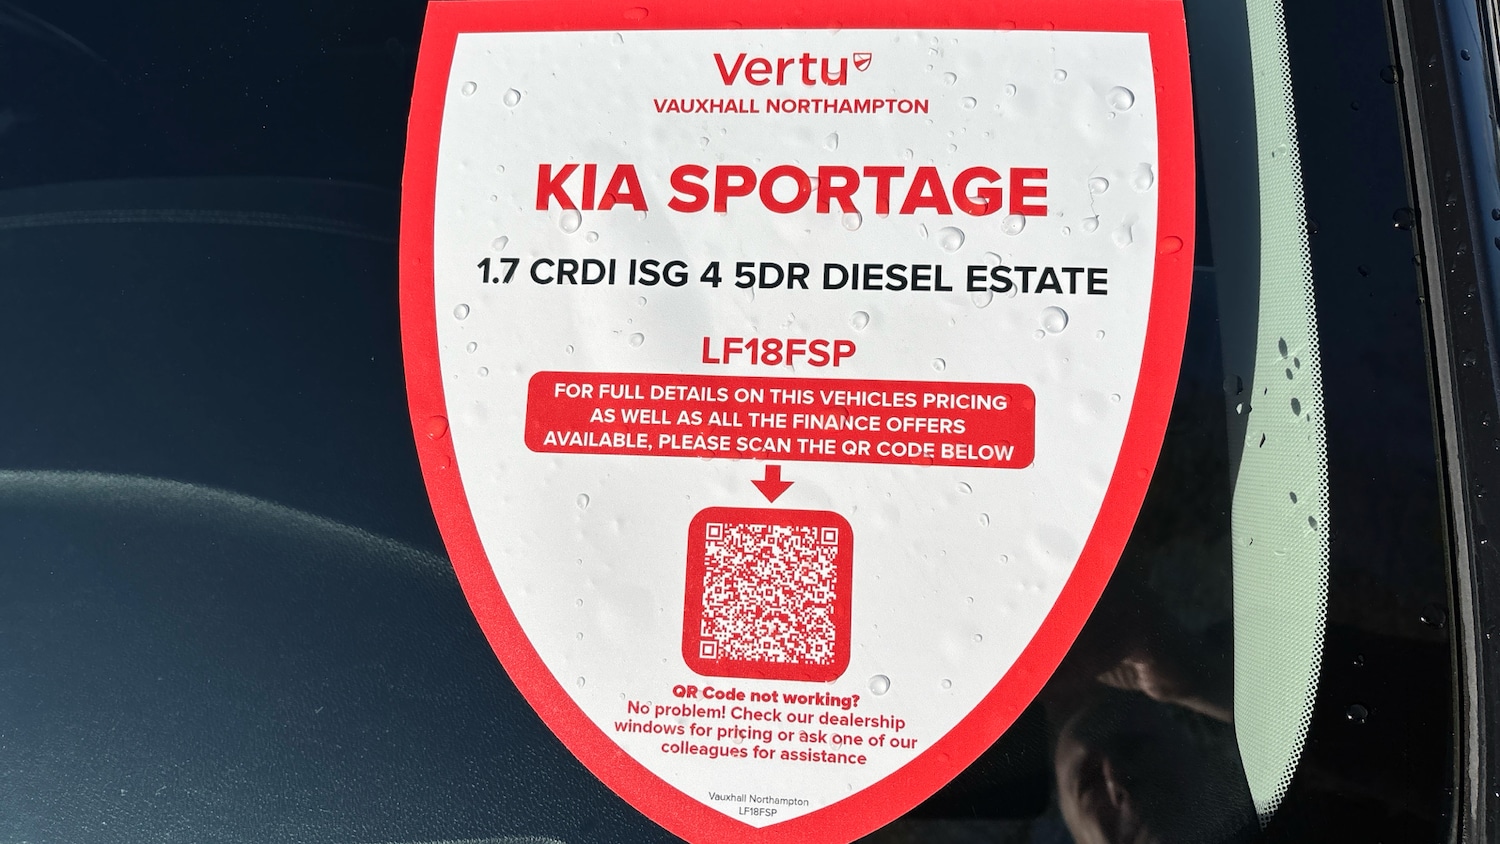 Vertu
VAUXHALL NORTHAMPTON
KIA SPORTAGE
1.7 CRDI ISG 4 5DR DIESEL ESTATE
LF18FSP
FOR FULL DETAILS ON THIS VEHICLES PRICING
AS WELL AS ALL THE FINANCE OFFERS
AVAILABLE, PLEASE SCAN THE QR CODE BELOW
QR Code not working?
No problem! Check our dealership
windows for pricing or ask one of our
colleagues for assistance
Vauxhall Northampton
LF18FSP